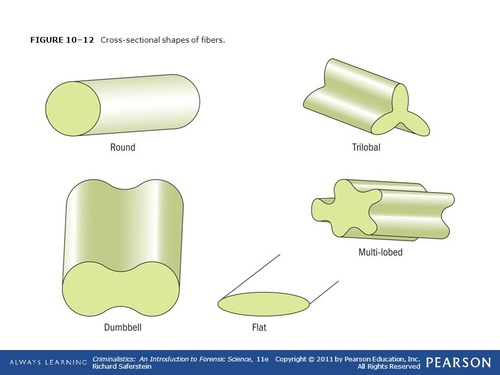 FIGURE 10–12 Cross-sectional shapes of fibers.
Round
Trilobal
Multi-lobed
Dumbbell
Flat
ALWAYS LEARNING
Criminalistics: An Introduction to Forensic Science, 11e
Richard Saferstein
Copyright © 2011 by Pearson Education, Inc.
All Rights Reserved
PEARSON